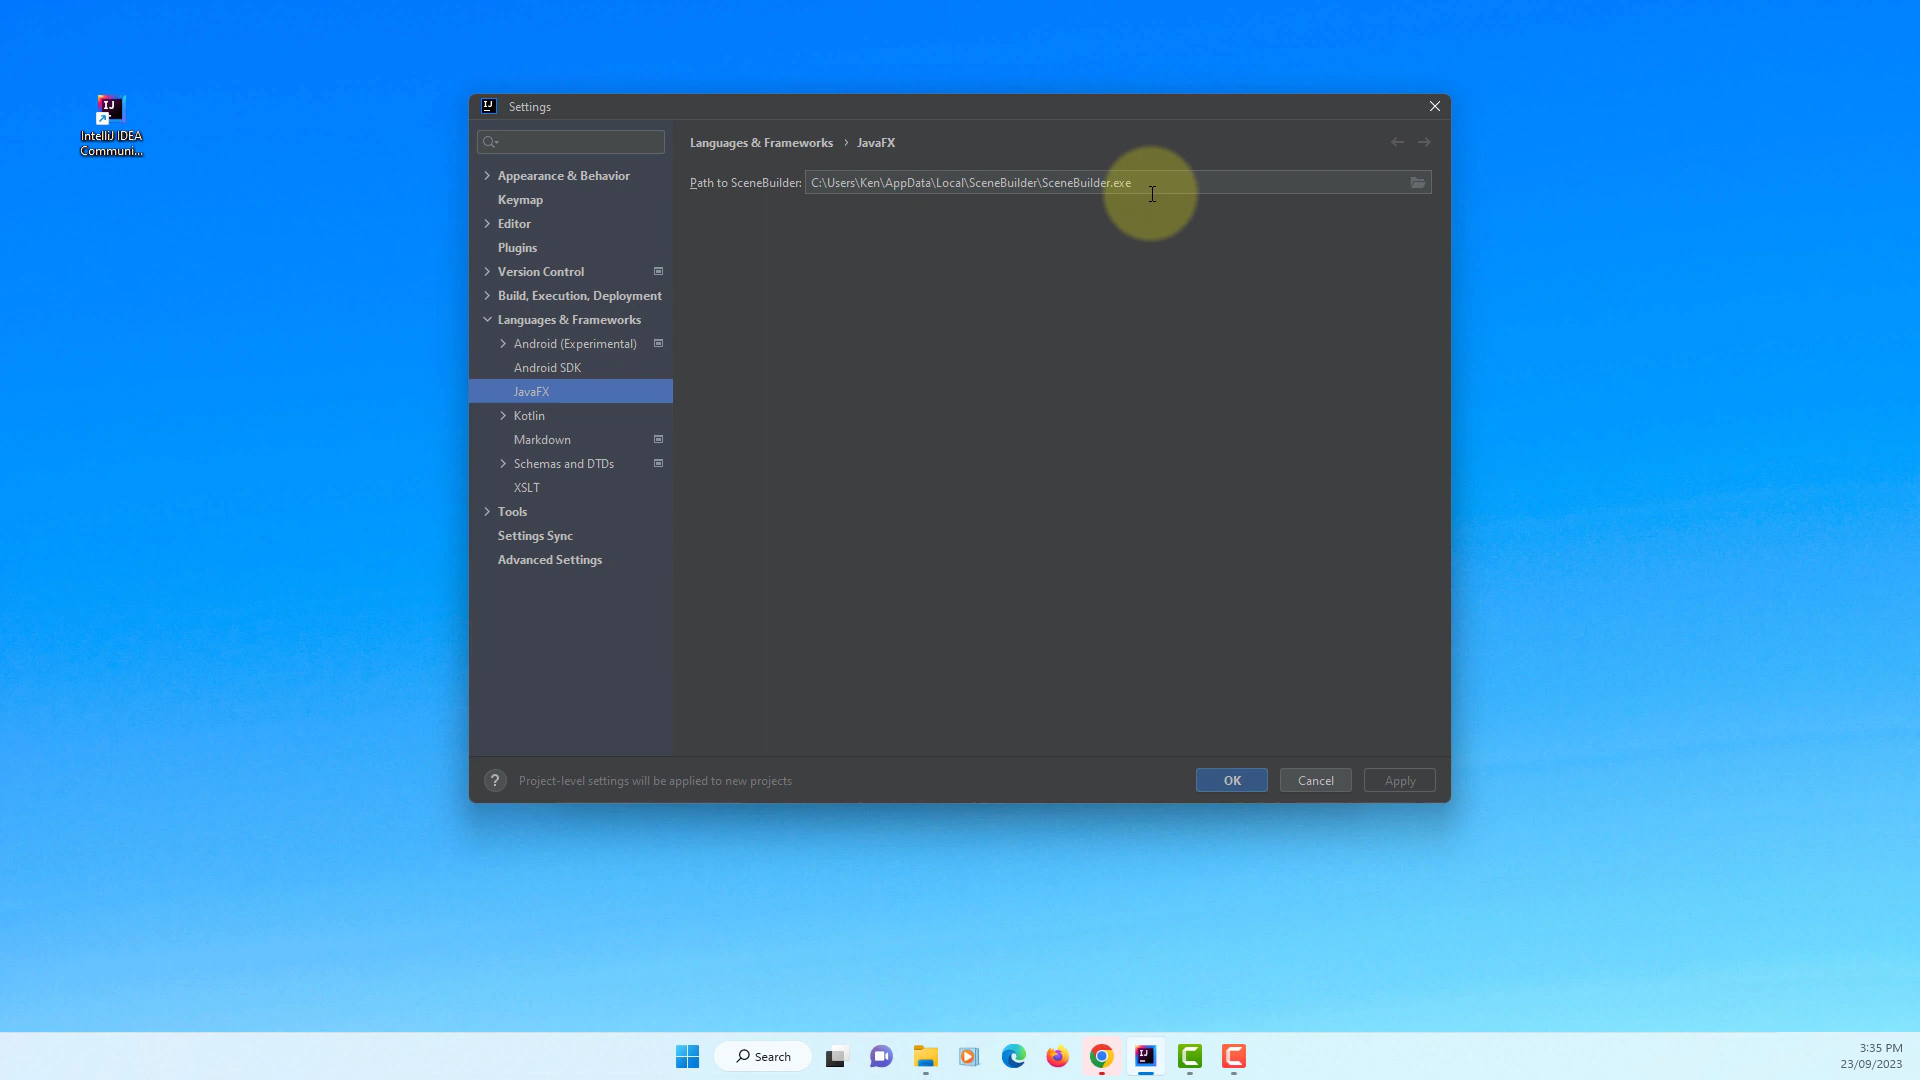 IJ
IntelliJ IDEA
Communi...
Settings
Languages & Frameworks › JavaFX
Path to SceneBuilder: C:\Users\Ken\AppData\Local\SceneBuilder\SceneBuilder.exe
Appearance & Behavior
Keymap
Editor
Plugins
Version Control
Build, Execution, Deployment
Languages & Frameworks
Android (Experimental)
Android SDK
JavaFX
Kotlin
Markdown
Schemas and DTDs
XSLT
Tools
Settings Sync
Advanced Settings
? Project-level settings will be applied to new projects
OK Cancel Apply
Search
3:35 PM
23/09/2023